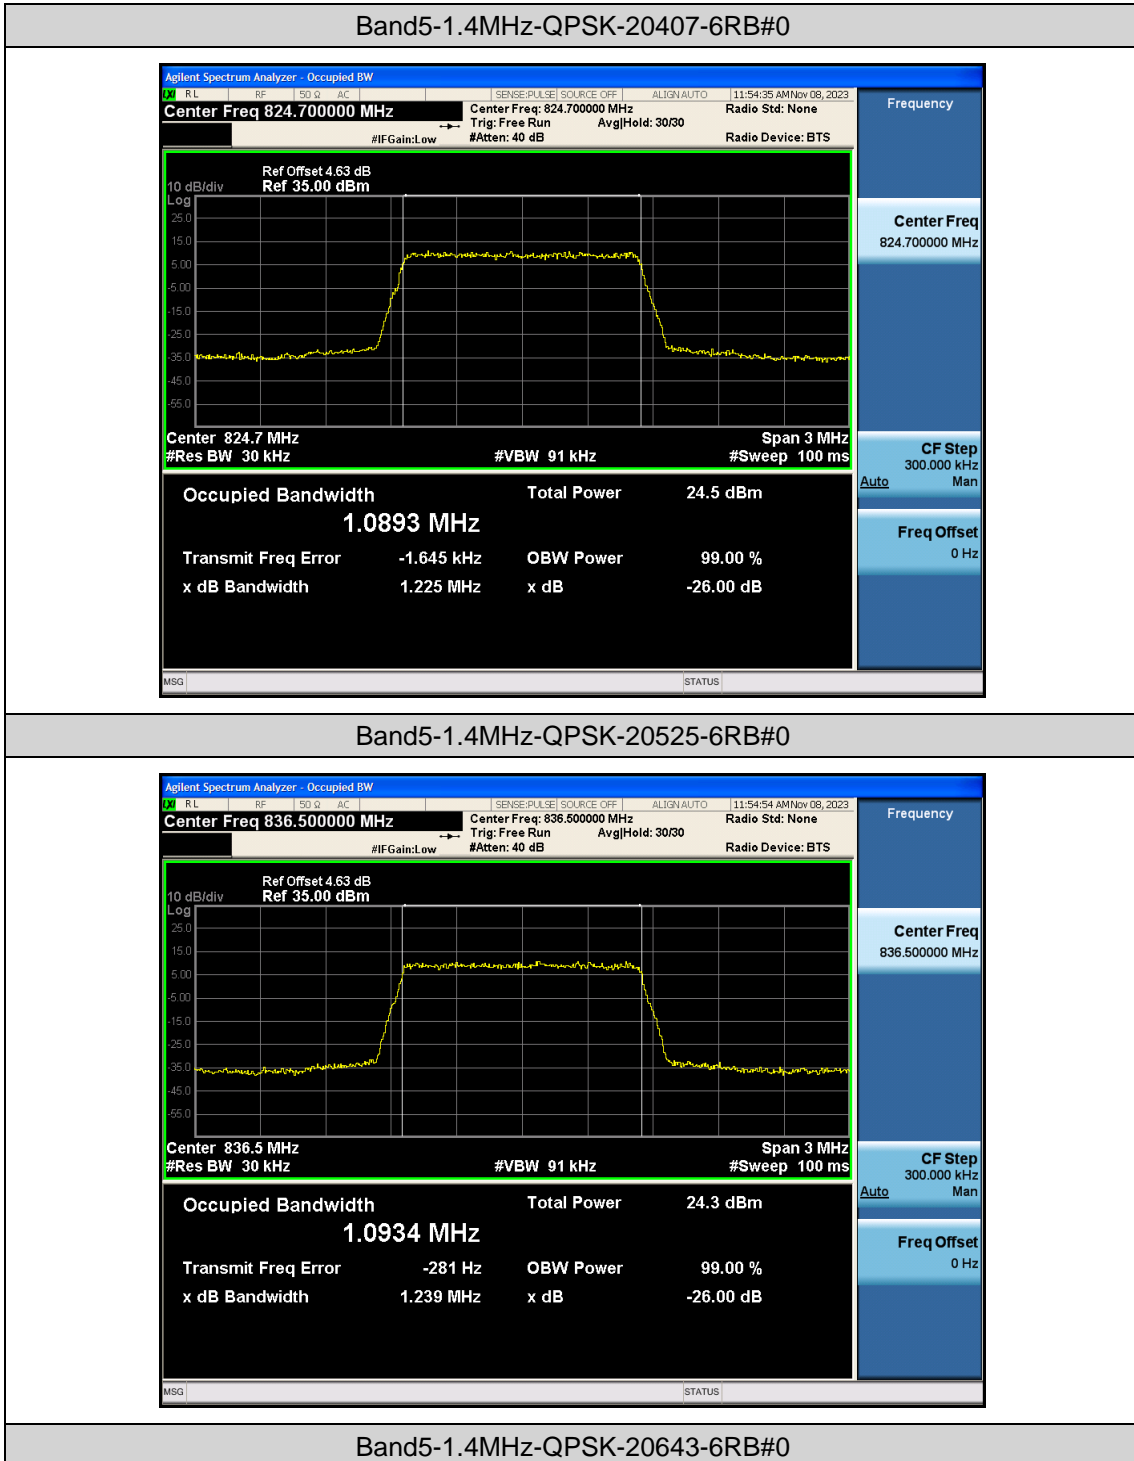 Band5-1.4MHz-QPSK-20407-6RB#0
Agilent Spectrum Analyzer - Occupied BW
LXI RL RF 50 Ω AC SENSE:PULSE SOURCE OFF ALIGN AUTO 11:54:35 AM Nov 08, 2023
Center Freq 824.700000 MHz Center Freq: 824.700000 MHz Radio Std: None
Trig: Free Run Avg|Hold: 30/30
#IFGain:Low #Atten: 40 dB Radio Device: BTS
Frequency
Ref Offset 4.63 dB
10 dB/div Ref 35.00 dBm
Log
25.0
15.0
5.00
-5.00
-15.0
-25.0
-35.0
-45.0
-55.0
Center 824.7 MHz Span 3 MHz
#Res BW 30 kHz #VBW 91 kHz #Sweep 100 ms
Center Freq
824.700000 MHz
CF Step
300.000 kHz
Auto Man
Freq Offset
0 Hz
Occupied Bandwidth Total Power 24.5 dBm
1.0893 MHz
Transmit Freq Error -1.645 kHz OBW Power 99.00 %
x dB Bandwidth 1.225 MHz x dB -26.00 dB
MSG STATUS
Band5-1.4MHz-QPSK-20525-6RB#0
Agilent Spectrum Analyzer - Occupied BW
LXI RL RF 50 Ω AC SENSE:PULSE SOURCE OFF ALIGN AUTO 11:54:54 AM Nov 08, 2023
Center Freq 836.500000 MHz Center Freq: 836.500000 MHz Radio Std: None
Trig: Free Run Avg|Hold: 30/30
#IFGain:Low #Atten: 40 dB Radio Device: BTS
Frequency
Ref Offset 4.63 dB
10 dB/div Ref 35.00 dBm
Log
25.0
15.0
5.00
-5.00
-15.0
-25.0
-35.0
-45.0
-55.0
Center 836.5 MHz Span 3 MHz
#Res BW 30 kHz #VBW 91 kHz #Sweep 100 ms
Center Freq
836.500000 MHz
CF Step
300.000 kHz
Auto Man
Freq Offset
0 Hz
Occupied Bandwidth Total Power 24.3 dBm
1.0934 MHz
Transmit Freq Error -281 Hz OBW Power 99.00 %
x dB Bandwidth 1.239 MHz x dB -26.00 dB
MSG STATUS
Band5-1.4MHz-QPSK-20643-6RB#0